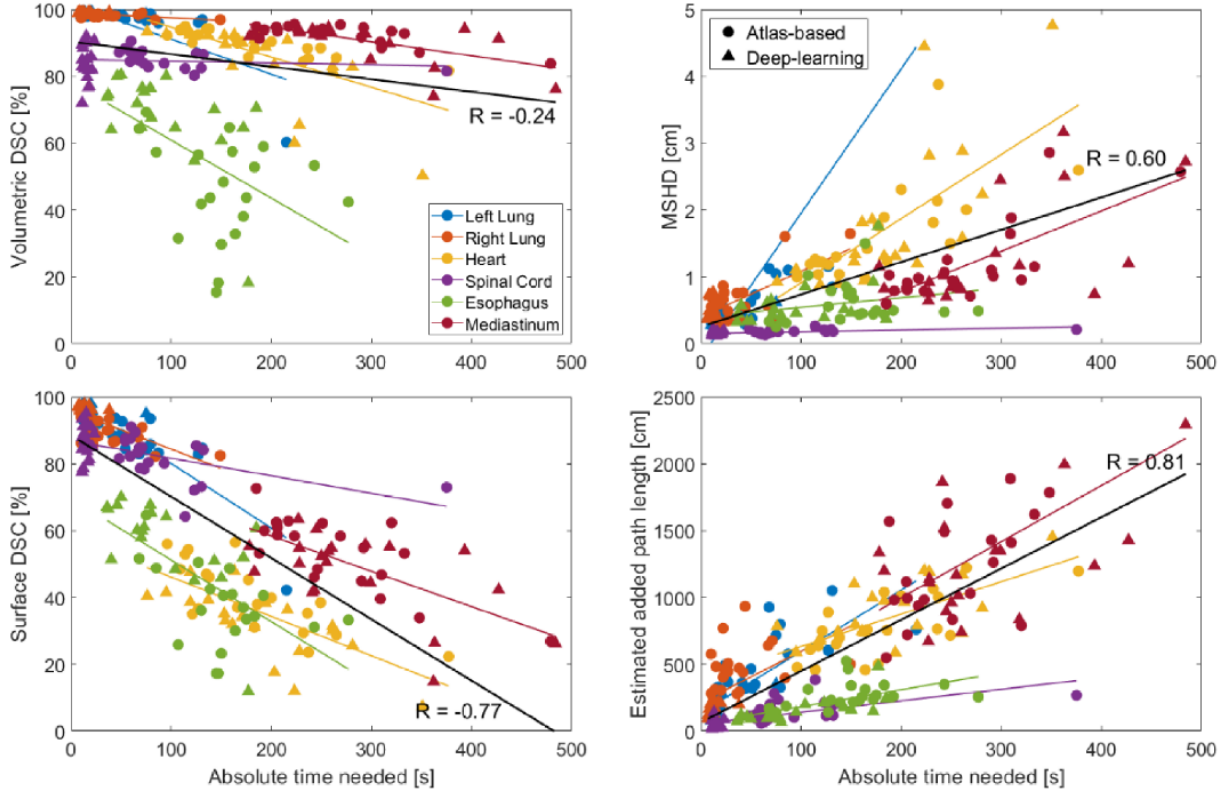 100
80
60
40
20
0
Volumetric DSC [%]
R = -0.24
Left Lung
Right Lung
Heart
Spinal Cord
Esophagus
Mediastinum
0 100 200 300 400 500
5
4
3
2
1
0
MSHD [cm]
Atlas-based
Deep-learning
R = 0.60
0 100 200 300 400 500
100
80
60
40
20
0
Surface DSC [%]
R = -0.77
0 100 200 300 400 500
Absolute time needed [s]
2500
2000
1500
1000
500
0
Estimated added path length [cm]
R = 0.81
0 100 200 300 400 500
Absolute time needed [s]